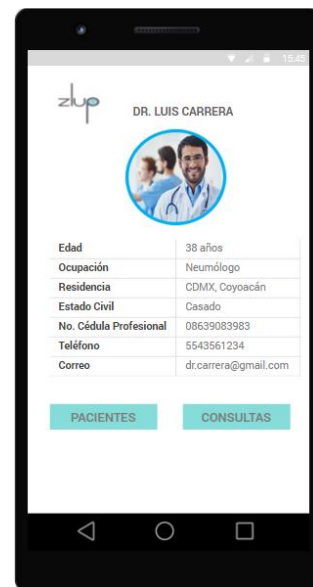 15:45
zlup
DR. LUIS CARRERA
Edad 38 años
Ocupación Neumólogo
Residencia CDMX, Coyoacán
Estado Civil Casado
No. Cédula Profesional 08639083983
Teléfono 5543561234
Correo dr.carrera@gmail.com
PACIENTES CONSULTAS